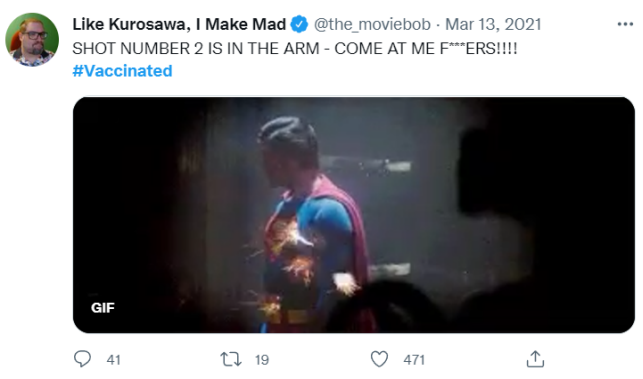 Like Kurosawa, I Make Mad @the_moviebob · Mar 13, 2021
SHOT NUMBER 2 IS IN THE ARM - COME AT ME F***ERS!!!!
#Vaccinated
GIF
41 19 471